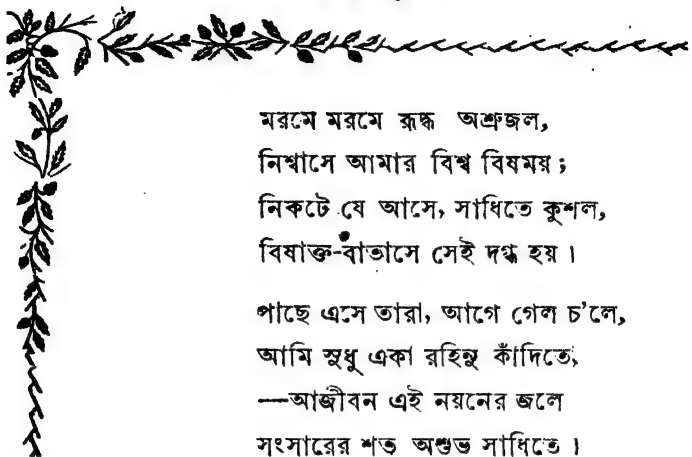 মরমে মরমে রূদ্ধ অশ্রুজল,
নিশ্বাসে আমার বিশ্ব বিষময়;
নিকটে যে আসে, সাধিতে কুশল,
বিষাক্ত-বাতাসে সেই দগ্ধ হয়।
পাছে এসে তারা, আগে গেল চ'লে,
আমি সুধু একা রহিনু কাঁদিতে;
—আজীবন এই নয়নের জলে
সংসারের শত অশুভ সাধিতে।